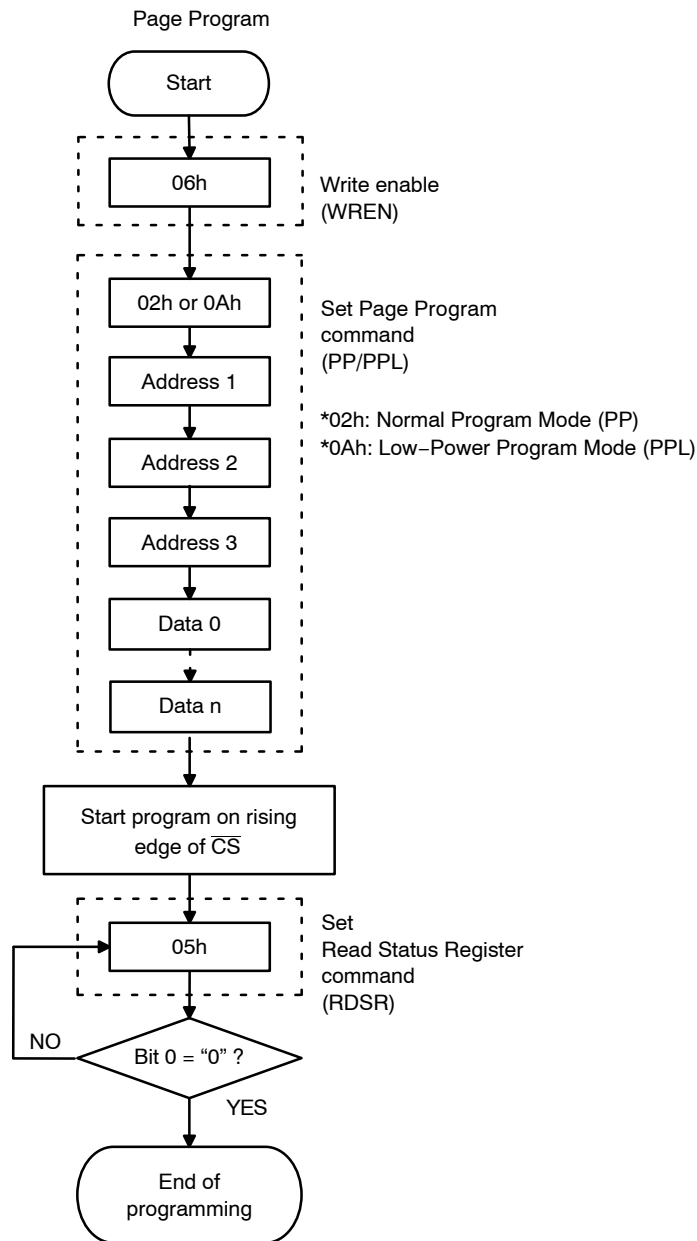 Page Program
Start
06h
Write enable
(WREN)
02h or 0Ah
Set Page Program
command
(PP/PPL)
Address 1
*02h: Normal Program Mode (PP)
*0Ah: Low−Power Program Mode (PPL)
Address 2
Address 3
Data 0
Data n
Start program on rising
edge of C̅S̅
05h
Set
Read Status Register
command
(RDSR)
NO
Bit 0 = “0” ?
YES
End of
programming